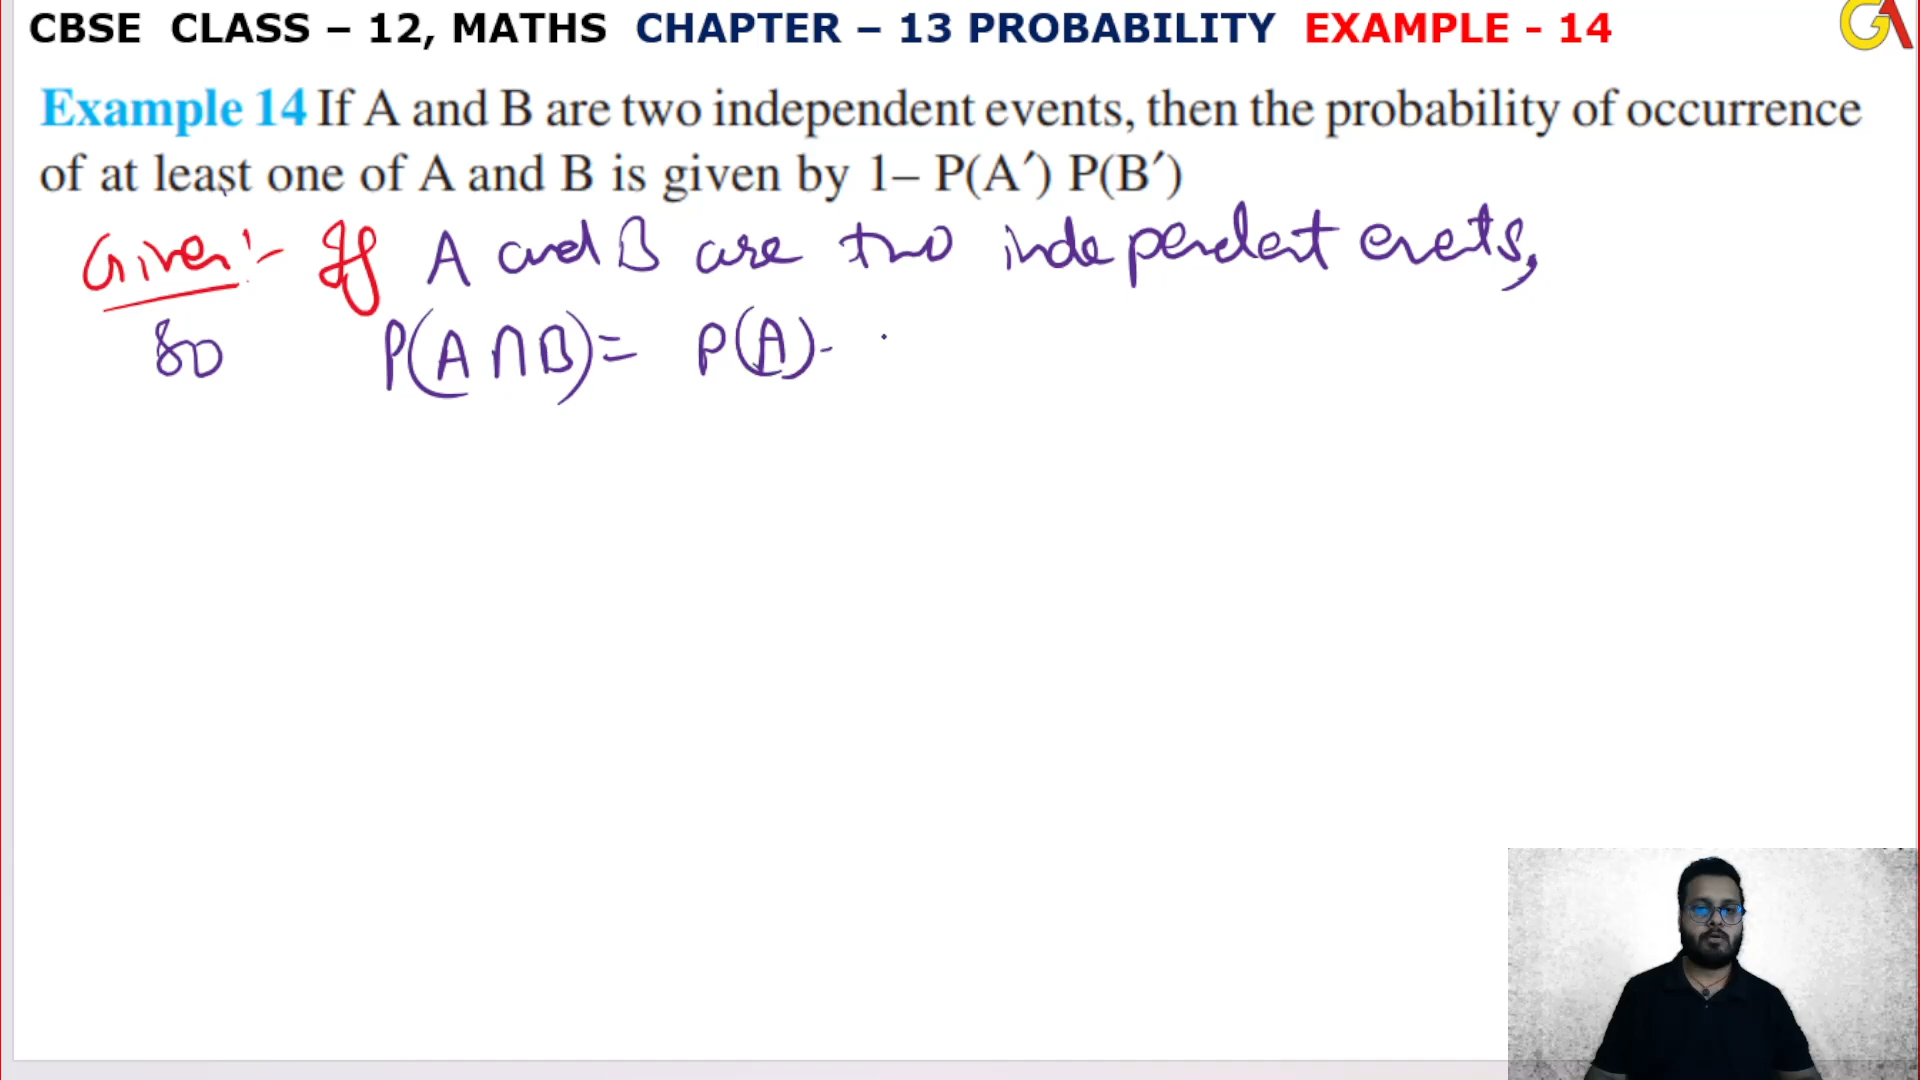 CBSE CLASS – 12, MATHS CHAPTER – 13 PROBABILITY EXAMPLE - 14
GA
Example 14 If A and B are two independent events, then the probability of occurrence
of at least one of A and B is given by 1– P(A′) P(B′)
Given :- If A and B are two independent events,
so P(A ∩ B) = P(A) .